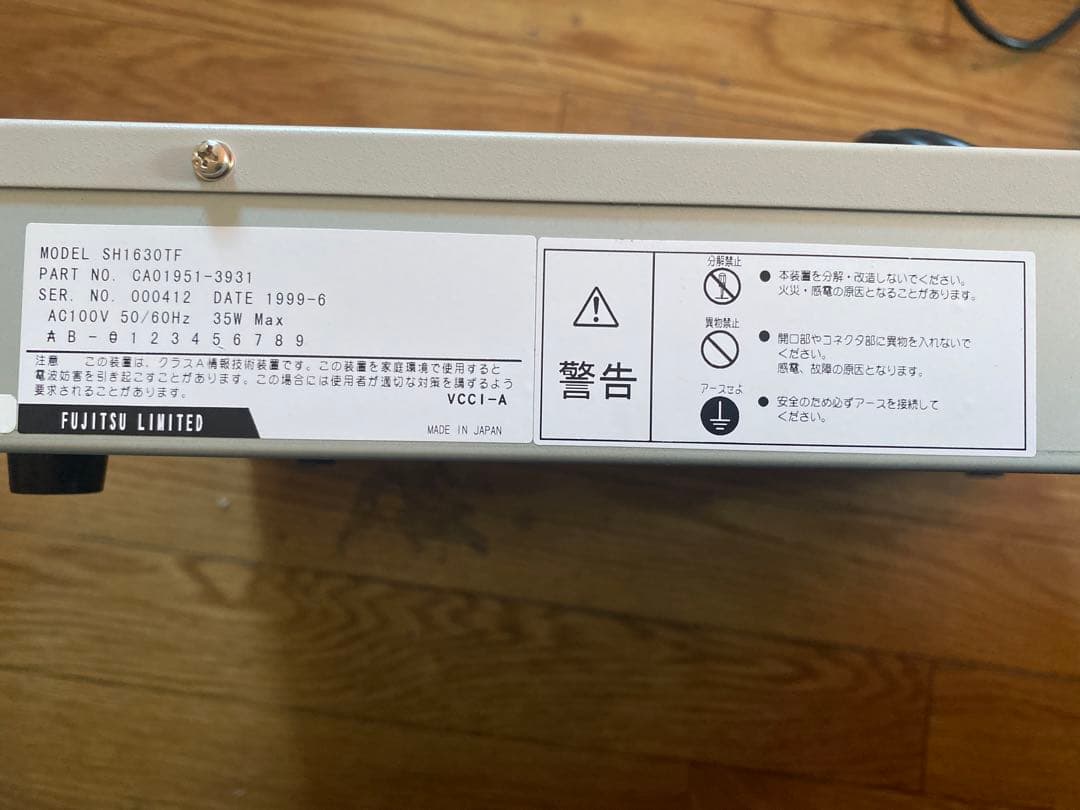 MODEL SH1630TF
PART NO. CA01951-3931
SER. NO. 000412 DATE 1999-6
AC100V 50/60Hz 35W Max
A B - 0 1 2 3 4 5 6 7 8 9
注意 この装置は、クラスA情報技術装置です。この装置を家庭環境で使用すると
電波妨害を引き起こすことがあります。この場合には使用者が適切な対策を講ずるよう
要求されることがあります。
VCCI-A
FUJITSU LIMITED
MADE IN JAPAN
警告
分解禁止
● 本装置を分解・改造しないでください。
火災・感電の原因となることがあります。
異物禁止
● 開口部やコネクタ部に異物を入れないで
ください。
感電、故障の原因となります。
アースせよ
● 安全のため必ずアースを接続して
ください。